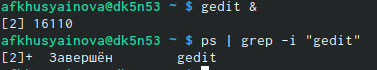 afkhusyainova@dk5n53 ~ $ gedit &
[2] 16110
afkhusyainova@dk5n53 ~ $ ps | grep -i "gedit"
[2]+  Завершён        gedit